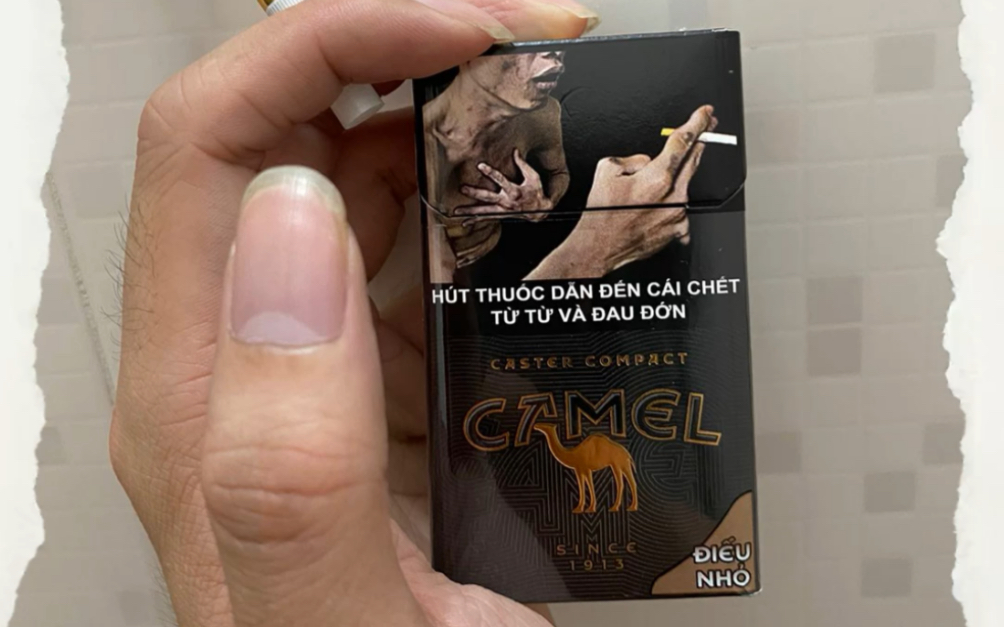 HÚT THUỐC DẪN ĐẾN CÁI CHẾT
TỪ TỪ VÀ ĐAU ĐỚN
CASTER COMPACT
CAMEL
SINCE
1913
ĐIẾU
NHỎ